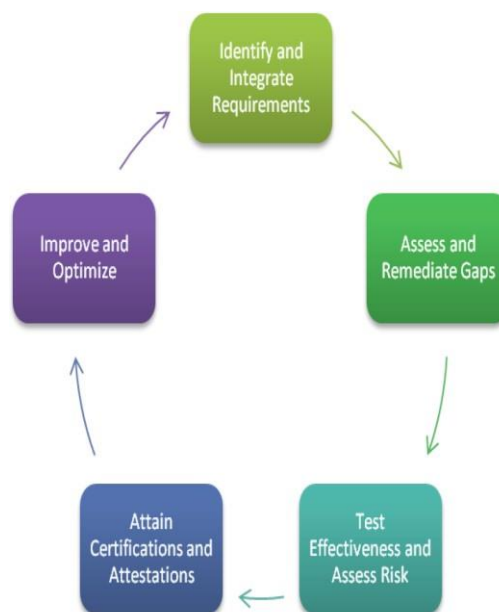 Identify and
Integrate
Requirements
Assess and
Remediate Gaps
Test
Effectiveness and
Assess Risk
Attain
Certifications and
Attestations
Improve and
Optimize